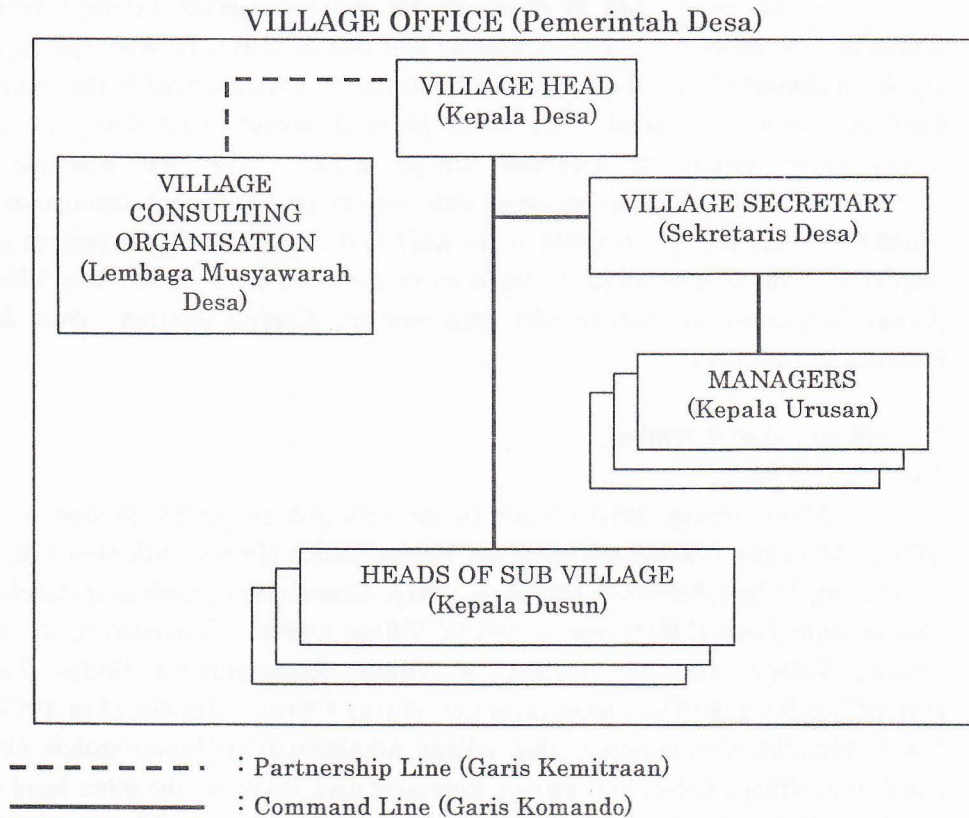 VILLAGE OFFICE (Pemerintah Desa)
VILLAGE HEAD
(Kepala Desa)
VILLAGE
CONSULTING
ORGANISATION
(Lembaga Musyawarah
Desa)
VILLAGE SECRETARY
(Sekretaris Desa)
MANAGERS
(Kepala Urusan)
HEADS OF SUB VILLAGE
(Kepala Dusun)
: Partnership Line (Garis Kemitraan)
: Command Line (Garis Komando)